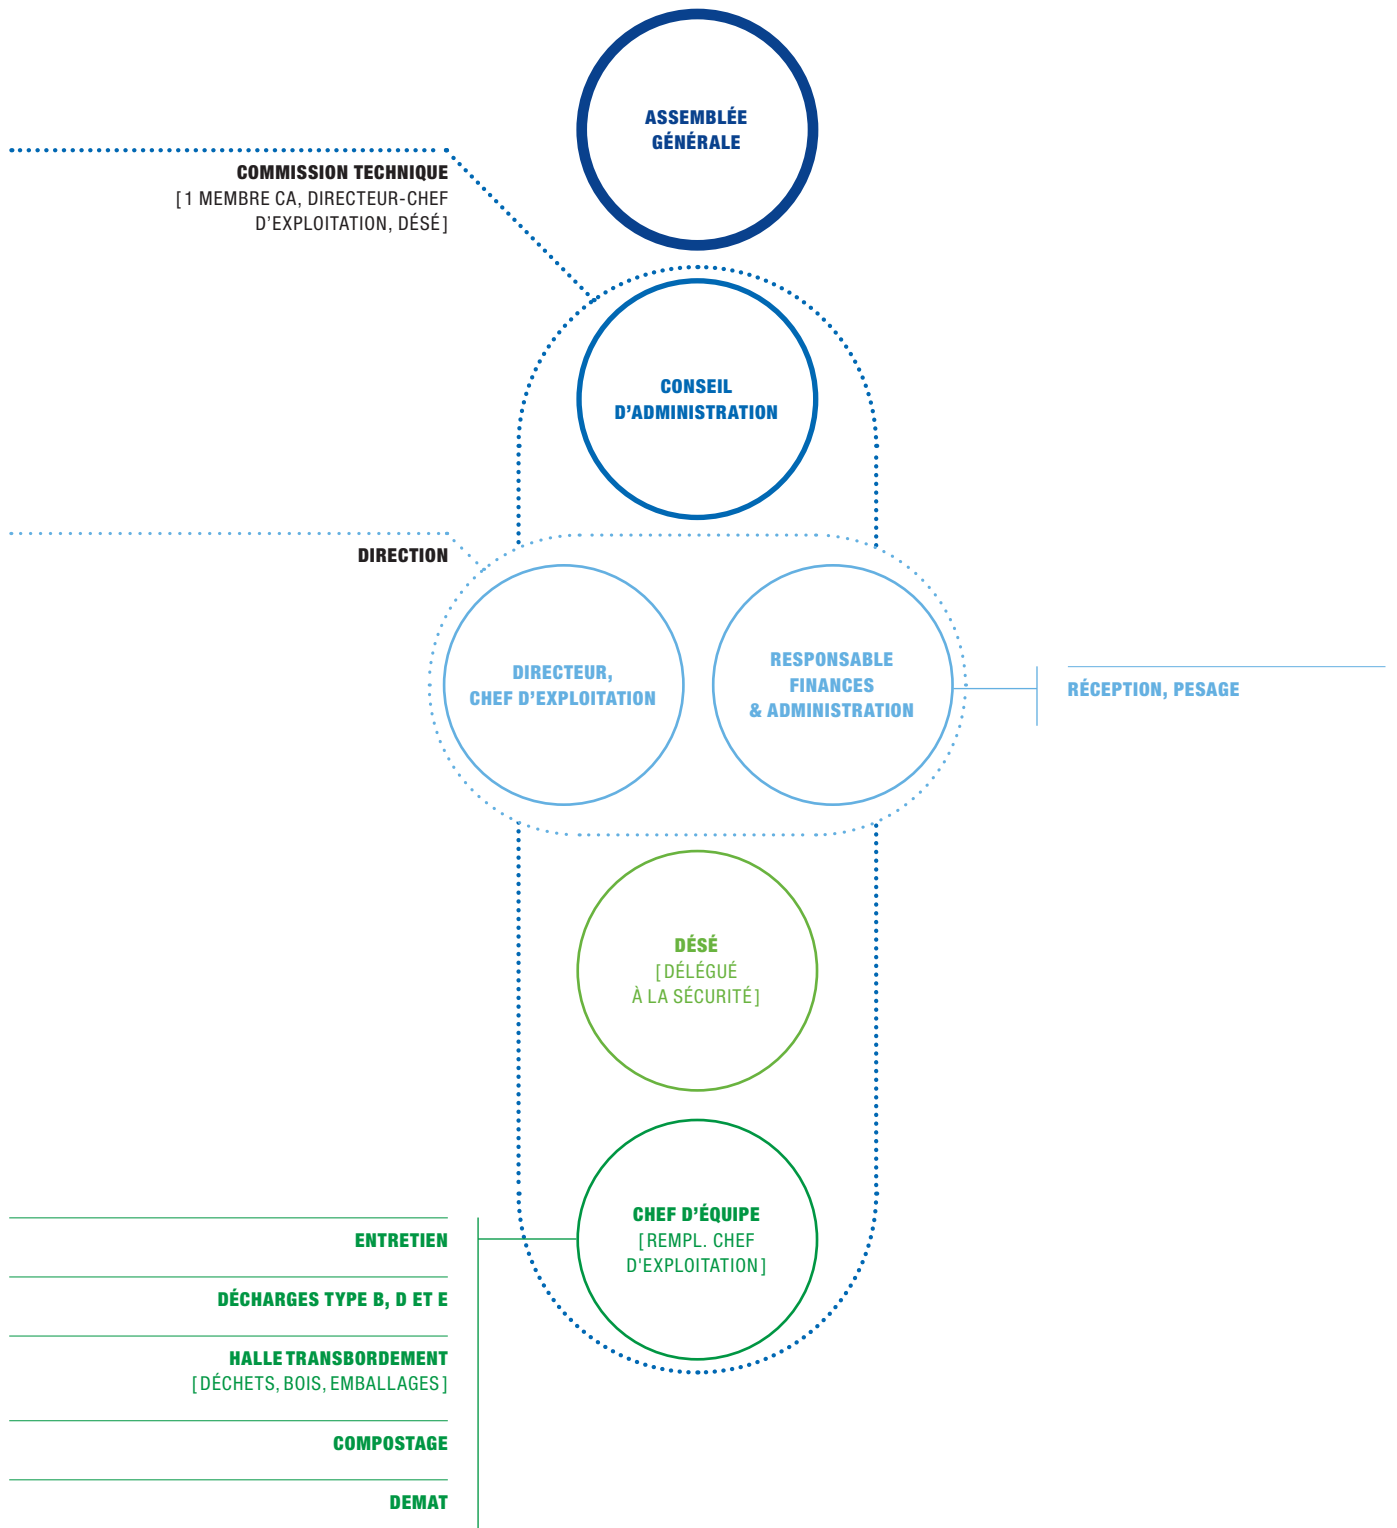 ASSEMBLÉE
GÉNÉRALE
COMMISSION TECHNIQUE
[1 MEMBRE CA, DIRECTEUR-CHEF
D’EXPLOITATION, DÉSÉ]
CONSEIL
D’ADMINISTRATION
DIRECTION
DIRECTEUR,
CHEF D’EXPLOITATION
RESPONSABLE
FINANCES
& ADMINISTRATION
RÉCEPTION, PESAGE
DÉSÉ
[DÉLÉGUÉ
À LA SÉCURITÉ]
CHEF D’ÉQUIPE
[REMPL. CHEF
D'EXPLOITATION]
ENTRETIEN
DÉCHARGES TYPE B, D ET E
HALLE TRANSBORDEMENT
[DÉCHETS, BOIS, EMBALLAGES]
COMPOSTAGE
DEMAT